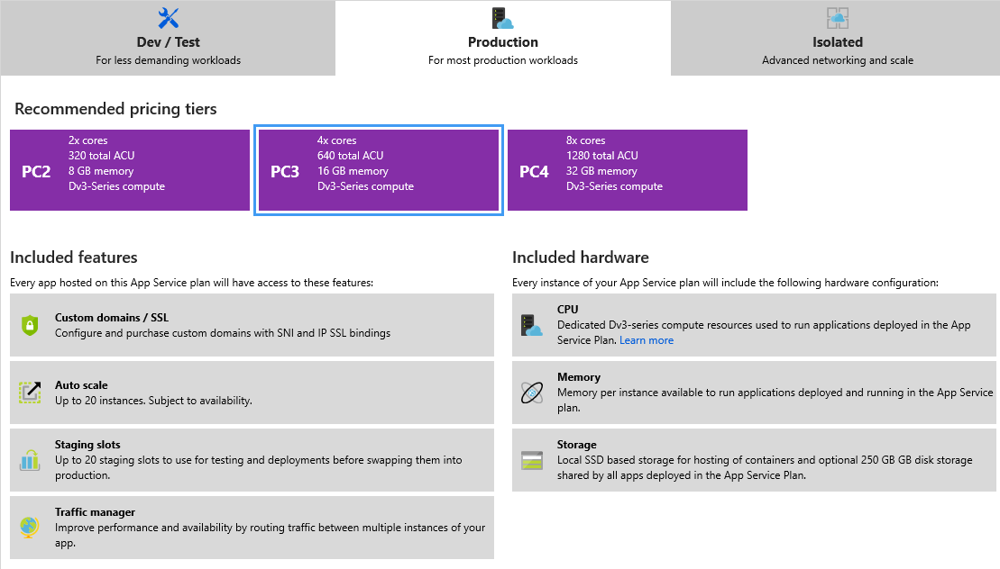 Dev / Test
For less demanding workloads
Production
For most production workloads
Isolated
Advanced networking and scale
Recommended pricing tiers
PC2
2x cores
320 total ACU
8 GB memory
Dv3-Series compute
PC3
4x cores
640 total ACU
16 GB memory
Dv3-Series compute
PC4
8x cores
1280 total ACU
32 GB memory
Dv3-Series compute
Included features
Every app hosted on this App Service plan will have access to these features:
Custom domains / SSL
Configure and purchase custom domains with SNI and IP SSL bindings
Auto scale
Up to 20 instances. Subject to availability.
Staging slots
Up to 20 staging slots to use for testing and deployments before swapping them into
production.
Traffic manager
Improve performance and availability by routing traffic between multiple instances of your
app.
Included hardware
Every instance of your App Service plan will include the following hardware configuration:
CPU
Dedicated Dv3-series compute resources used to run applications deployed in the App
Service Plan. Learn more
Memory
Memory per instance available to run applications deployed and running in the App Service
plan.
Storage
Local SSD based storage for hosting of containers and optional 250 GB GB disk storage
shared by all apps deployed in the App Service Plan.